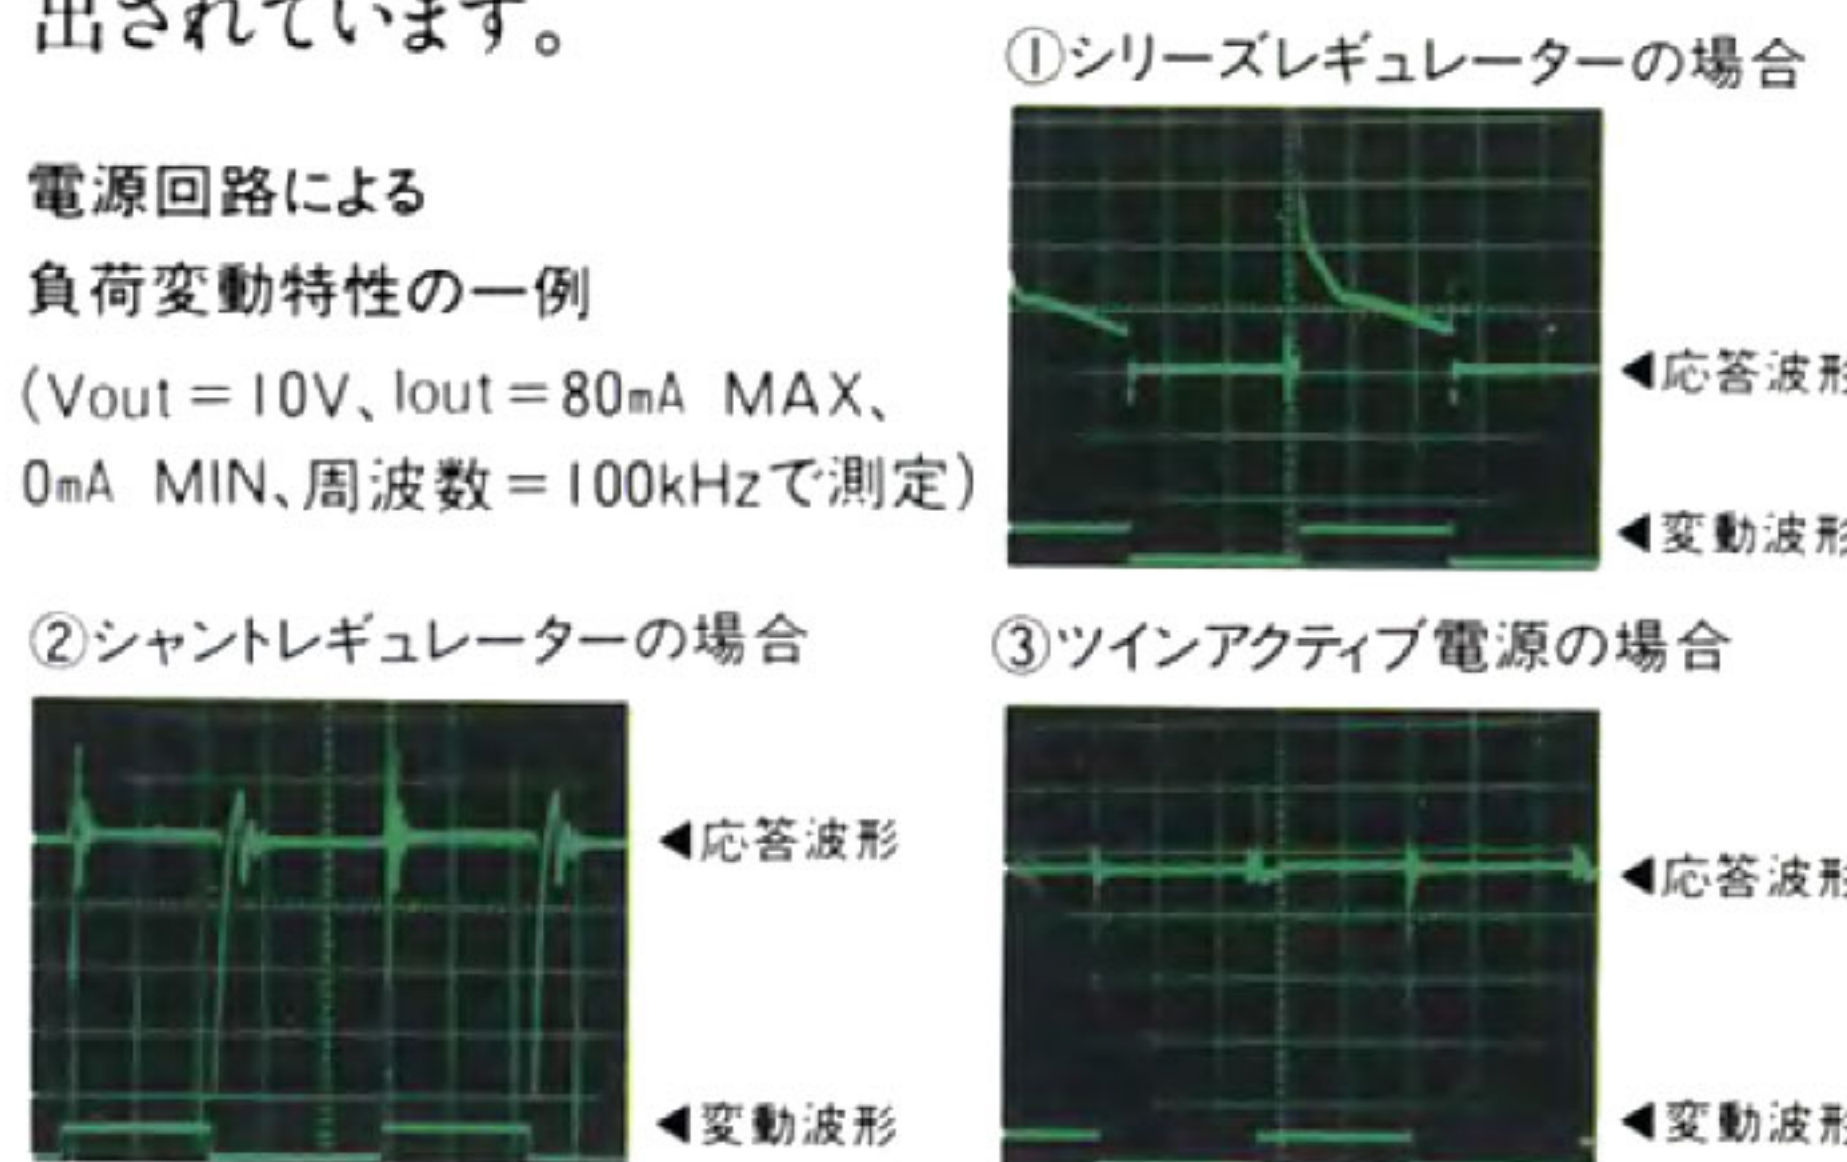 出されています。
電源回路による
負荷変動特性の一例
(Vout=10V、Iout=80mA MAX、
0mA MIN、周波数=100kHzで測定)
①シリーズレギュレーターの場合
◀応答波形
◀変動波形
②シャントレギュレーターの場合
◀応答波形
◀変動波形
③ツインアクティブ電源の場合
◀応答波形
◀変動波形